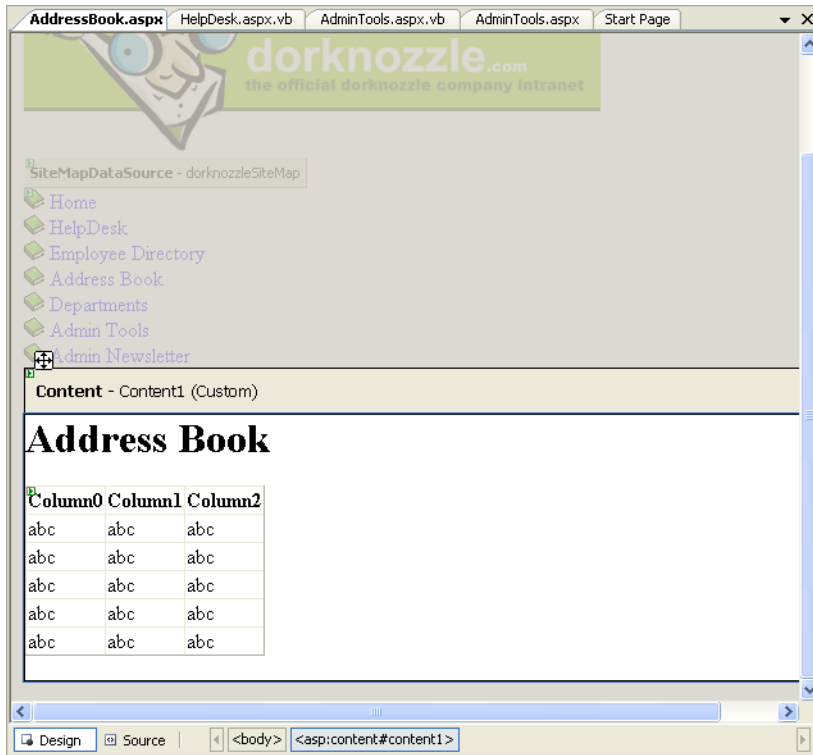 AddressBook.aspx HelpDesk.aspx.vb AdminTools.aspx.vb AdminTools.aspx Start Page
dorknozzle.com
the official dorknozzle company intranet
SiteMapDataSource - dorknozzleSiteMap
Home
HelpDesk
Employee Directory
Address Book
Departments
Admin Tools
Admin Newsletter
Content - Content1 (Custom)
Address Book
Column0 Column1 Column2
abc abc abc
abc abc abc
abc abc abc
abc abc abc
abc abc abc
Design Source <body> <asp:content#content1>